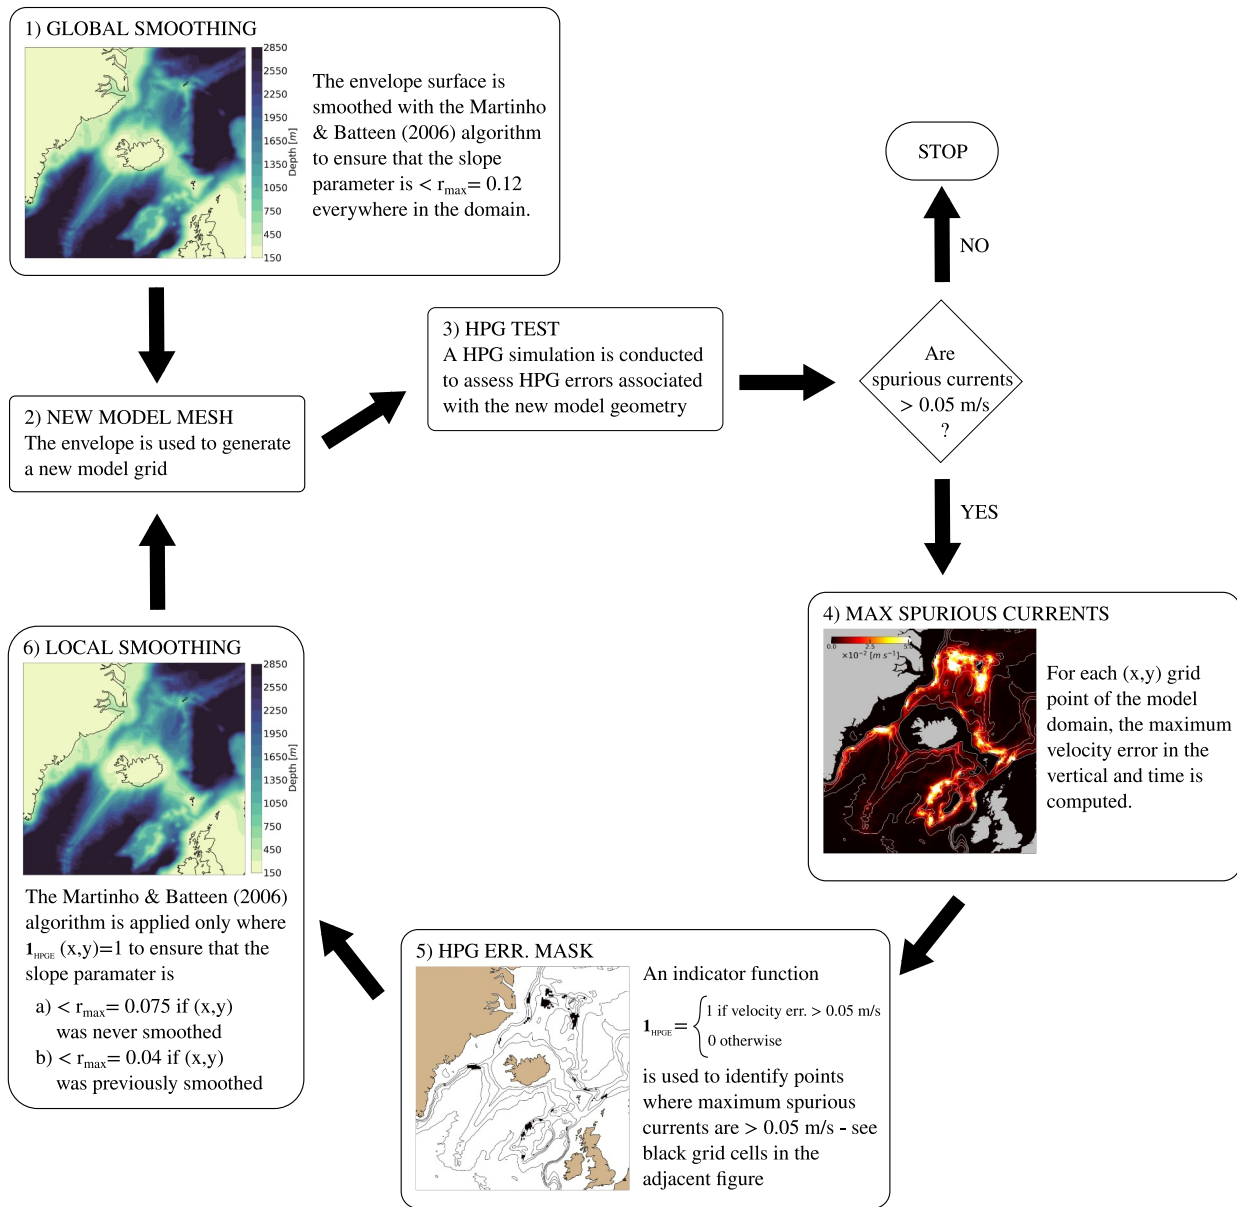 1) GLOBAL SMOOTHING
2850
2550
2250
1950
1650
1350
1050
750
450
150
Depth [m]
The envelope surface is
smoothed with the Martinho
& Batteen (2006) algorithm
to ensure that the slope
parameter is < rmax= 0.12
everywhere in the domain.
STOP
NO
2) NEW MODEL MESH
The envelope is used to generate
a new model grid
3) HPG TEST
A HPG simulation is conducted
to assess HPG errors associated
with the new model geometry
Are
spurious currents
> 0.05 m/s
?
YES
4) MAX SPURIOUS CURRENTS
0.0 2.5 5.0
×10⁻² [m s⁻¹]
For each (x,y) grid
point of the model
domain, the maximum
velocity error in the
vertical and time is
computed.
5) HPG ERR. MASK
An indicator function
1HPGE = { 1 if velocity err. > 0.05 m/s
0 otherwise
is used to identify points
where maximum spurious
currents are > 0.05 m/s - see
black grid cells in the
adjacent figure
6) LOCAL SMOOTHING
2850
2550
2250
1950
1650
1350
1050
750
450
150
Depth [m]
The Martinho & Batteen (2006)
algorithm is applied only where
1HPGE (x,y)=1 to ensure that the
slope paramater is
a) < rmax= 0.075 if (x,y)
was never smoothed
b) < rmax= 0.04 if (x,y)
was previously smoothed